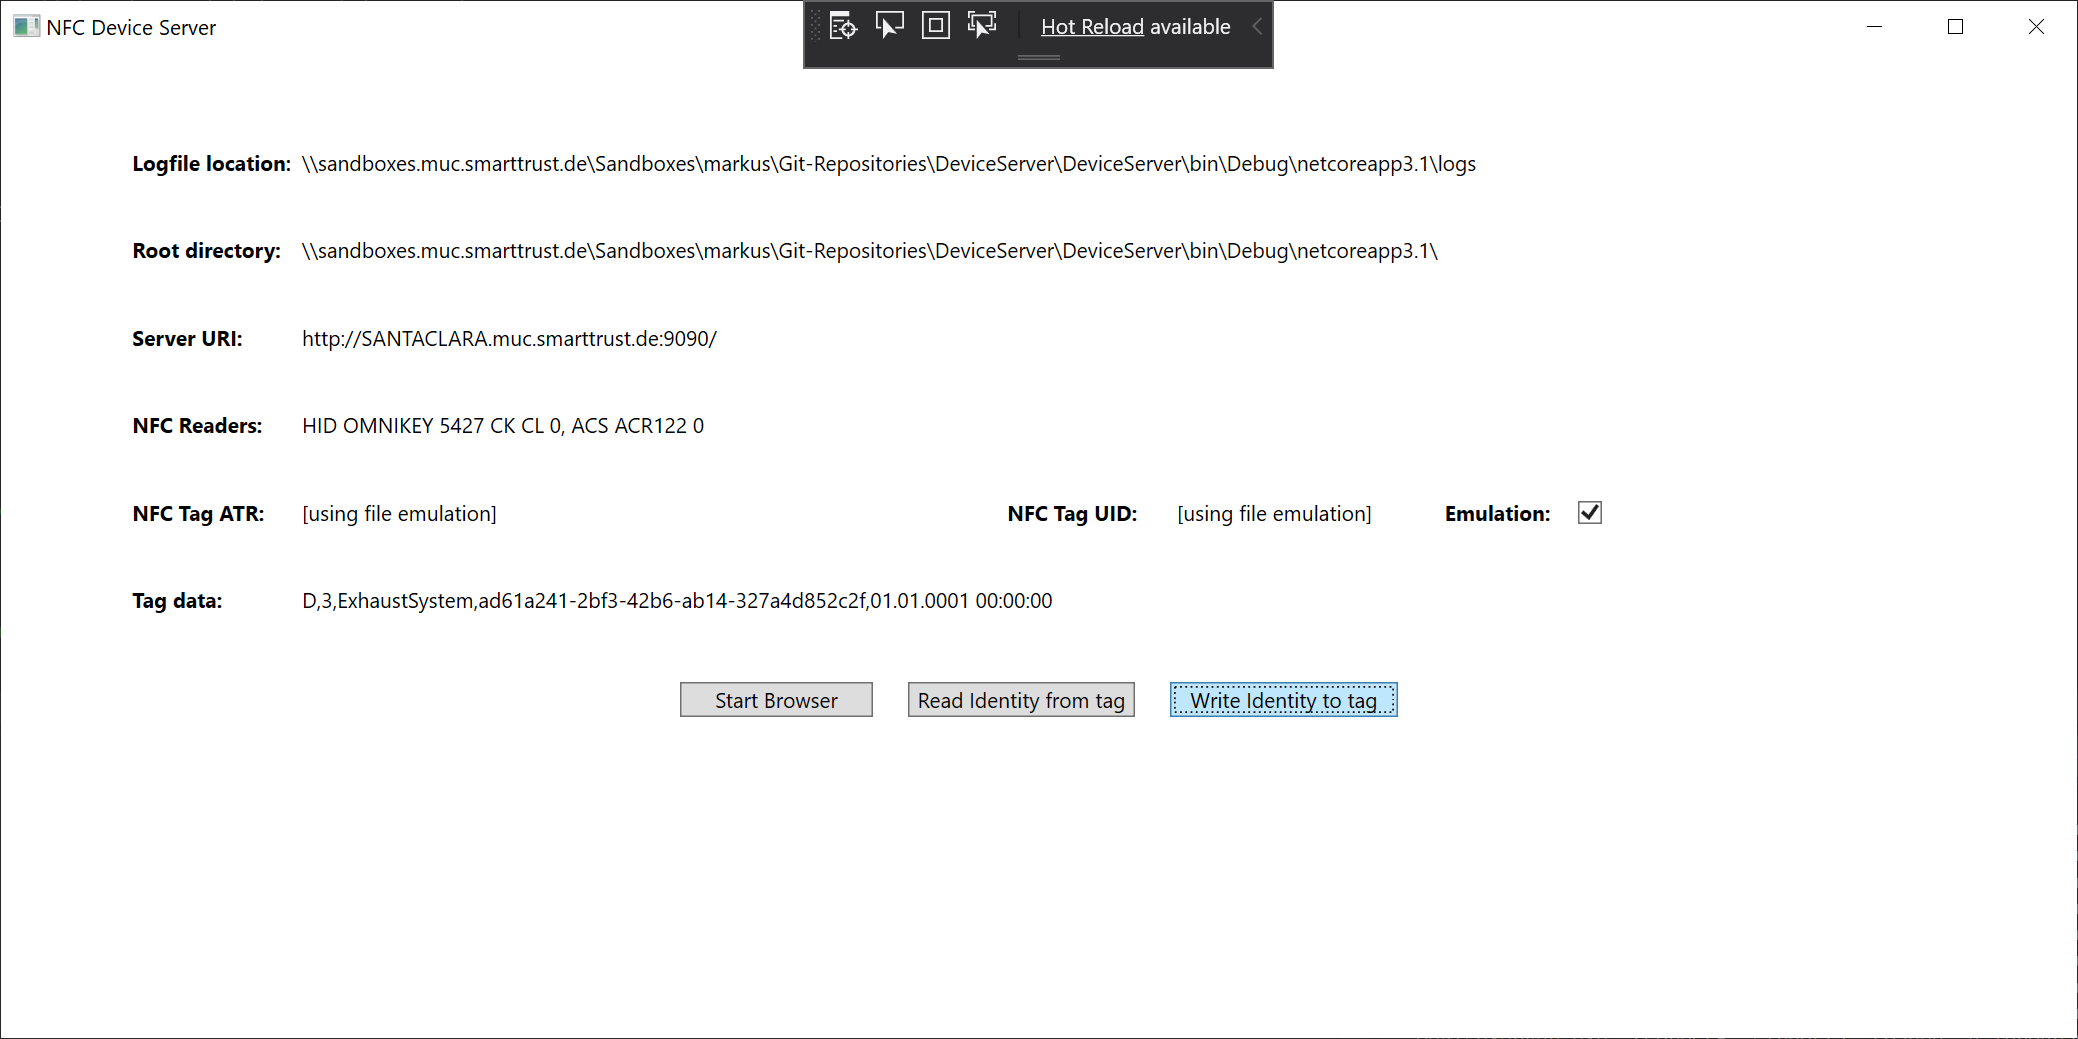 NFC Device Server
Hot Reload available
Logfile location: \\sandboxes.muc.smarttrust.de\Sandboxes\markus\Git-Repositories\DeviceServer\DeviceServer\bin\Debug\netcoreapp3.1\logs
Root directory: \\sandboxes.muc.smarttrust.de\Sandboxes\markus\Git-Repositories\DeviceServer\DeviceServer\bin\Debug\netcoreapp3.1\
Server URI: http://SANTACLARA.muc.smarttrust.de:9090/
NFC Readers: HID OMNIKEY 5427 CK CL 0, ACS ACR122 0
NFC Tag ATR: [using file emulation] NFC Tag UID: [using file emulation] Emulation:
Tag data: D,3,ExhaustSystem,ad61a241-2bf3-42b6-ab14-327a4d852c2f,01.01.0001 00:00:00
Start Browser Read Identity from tag Write Identity to tag